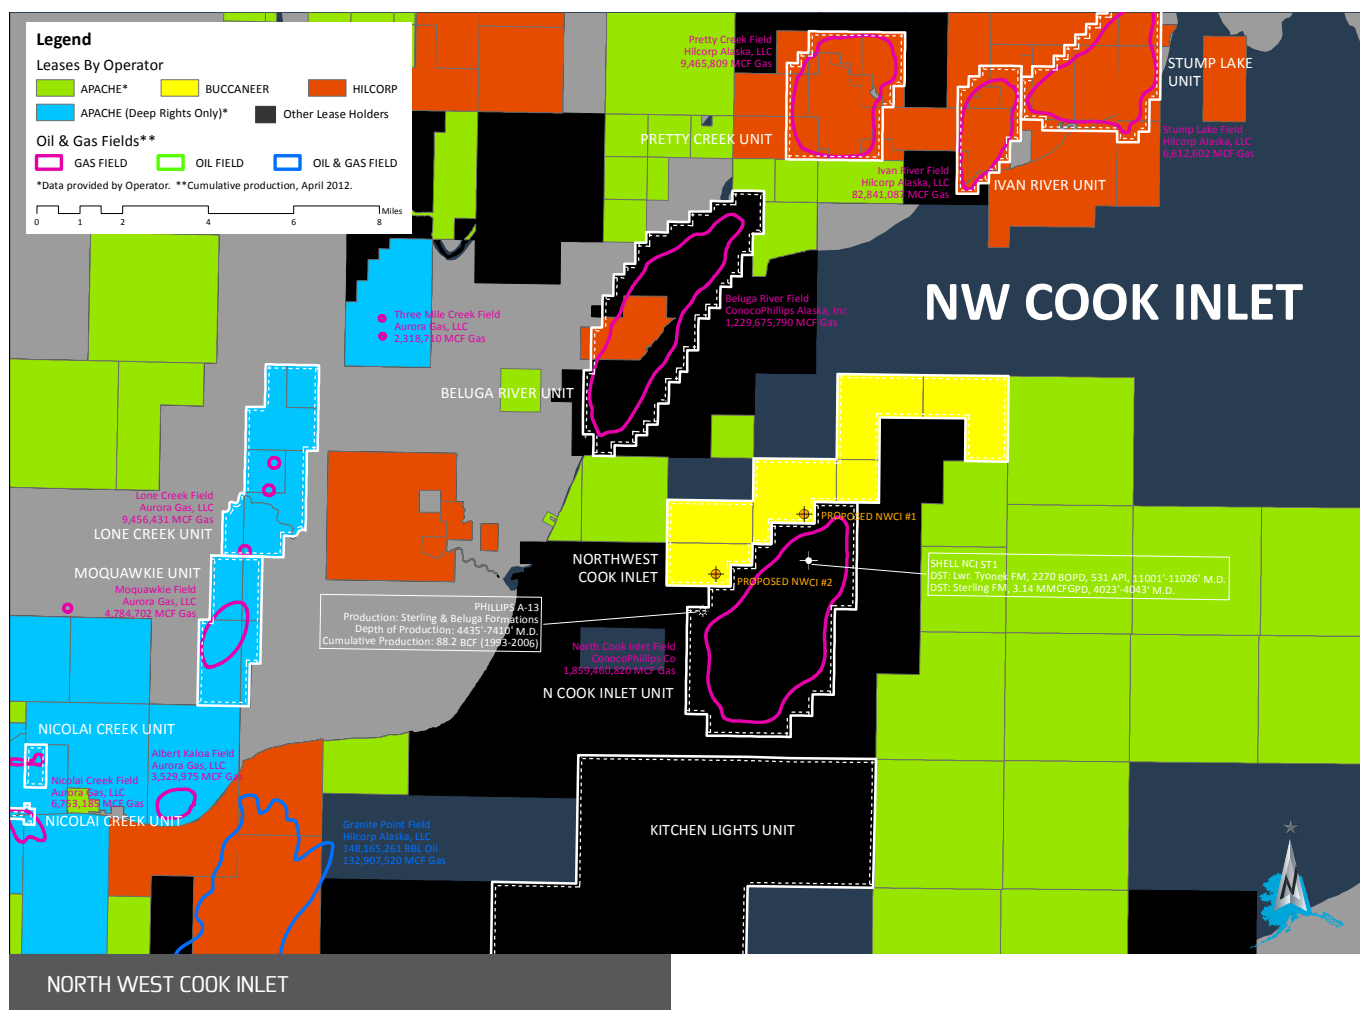 Legend
Leases By Operator
APACHE*
BUCCANEER
HILCORP
APACHE (Deep Rights Only)*
Other Lease Holders
Oil & Gas Fields**
GAS FIELD
OIL FIELD
OIL & GAS FIELD
*Data provided by Operator.  **Cumulative production, April 2012.
Miles
0 1 2 4 6 8
Pretty Creek Field
Hilcorp Alaska, LLC
9,465,809 MCF Gas
PRETTY CREEK UNIT
STUMP LAKE
UNIT
Stump Lake Field
Hilcorp Alaska, LLC
6,612,602 MCF Gas
Ivan River Field
Hilcorp Alaska, LLC
82,841,087 MCF Gas
IVAN RIVER UNIT
NW COOK INLET
Beluga River Field
ConocoPhillips Alaska, Inc
1,229,675,790 MCF Gas
Three Mile Creek Field
Aurora Gas, LLC
2,318,710 MCF Gas
BELUGA RIVER UNIT
Lone Creek Field
Aurora Gas, LLC
9,456,431 MCF Gas
LONE CREEK UNIT
PROPOSED NWCI #1
NORTHWEST
COOK INLET
PROPOSED NWCI #2
SHELL NCI ST1
DST: Lwr. Tyonek FM, 2270 BOPD, 531 API, 11001'-11026' M.D.
DST: Sterling FM, 3.14 MMCFGPD, 4023'-4043' M.D.
MOQUAWKIE UNIT
Moquawkie Field
Aurora Gas, LLC
4,784,702 MCF Gas
PHILLIPS A-13
Production: Sterling & Beluga Formations
Depth of Production: 4435'-7410' M.D.
Cumulative Production: 88.2 BCF (1993-2006)
North Cook Inlet Field
ConocoPhillips Co
1,859,460,820 MCF Gas
N COOK INLET UNIT
NICOLAI CREEK UNIT
Albert Kaloa Field
Aurora Gas, LLC
3,529,975 MCF Gas
Nicolai Creek Field
Aurora Gas, LLC
6,753,185 MCF Gas
NICOLAI CREEK UNIT
Granite Point Field
Hilcorp Alaska, LLC
148,165,261 BBL Oil
132,907,520 MCF Gas
KITCHEN LIGHTS UNIT
N
NORTH WEST COOK INLET